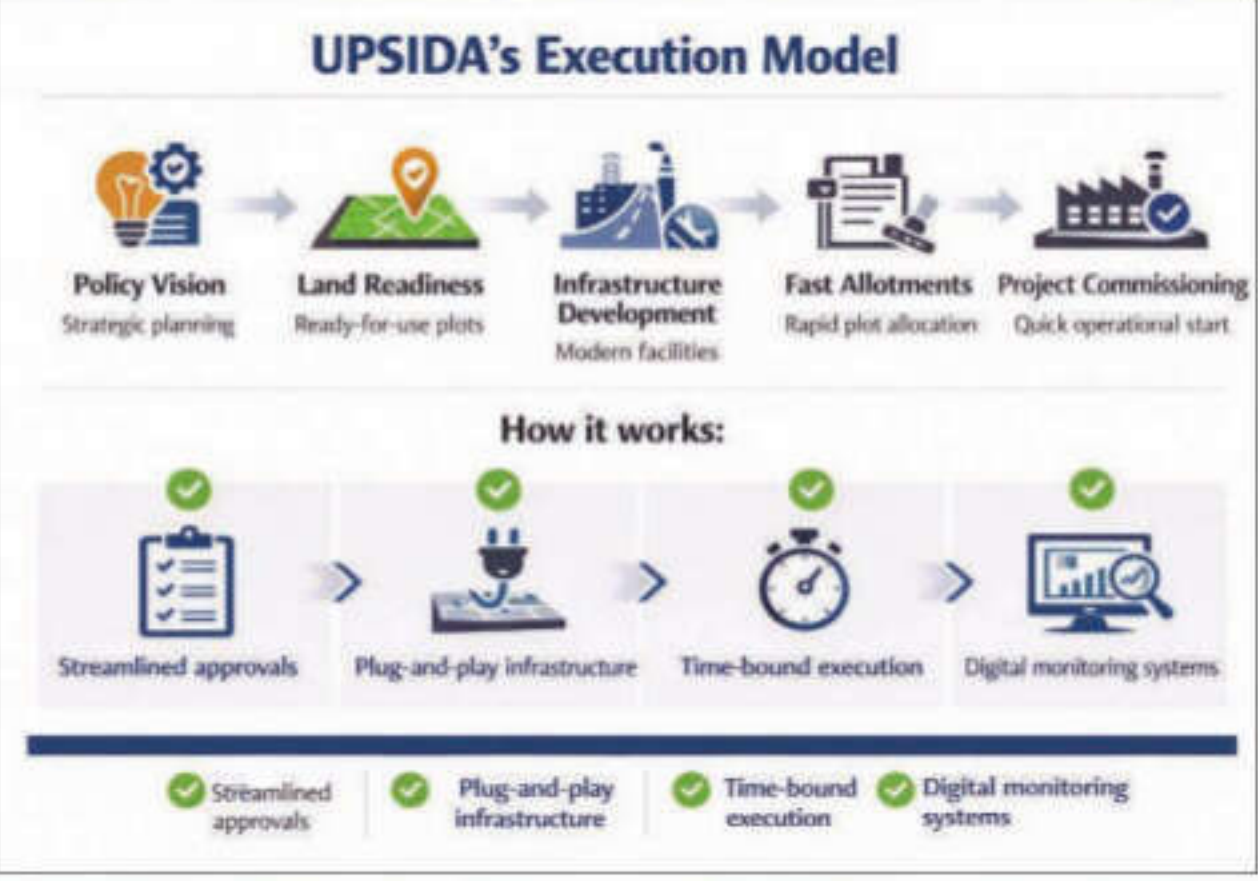 UPSIDA's Execution Model
Policy Vision
Strategic planning
Land Readiness
Ready-for-use plots
Infrastructure
Development
Modern facilities
Fast Allotments
Rapid plot allocation
Project Commissioning
Quick operational start
How it works:
Streamlined approvals
Plug-and-play infrastructure
Time-bound execution
Digital monitoring systems
Streamlined
approvals
Plug-and-play
infrastructure
Time-bound
execution
Digital monitoring
systems